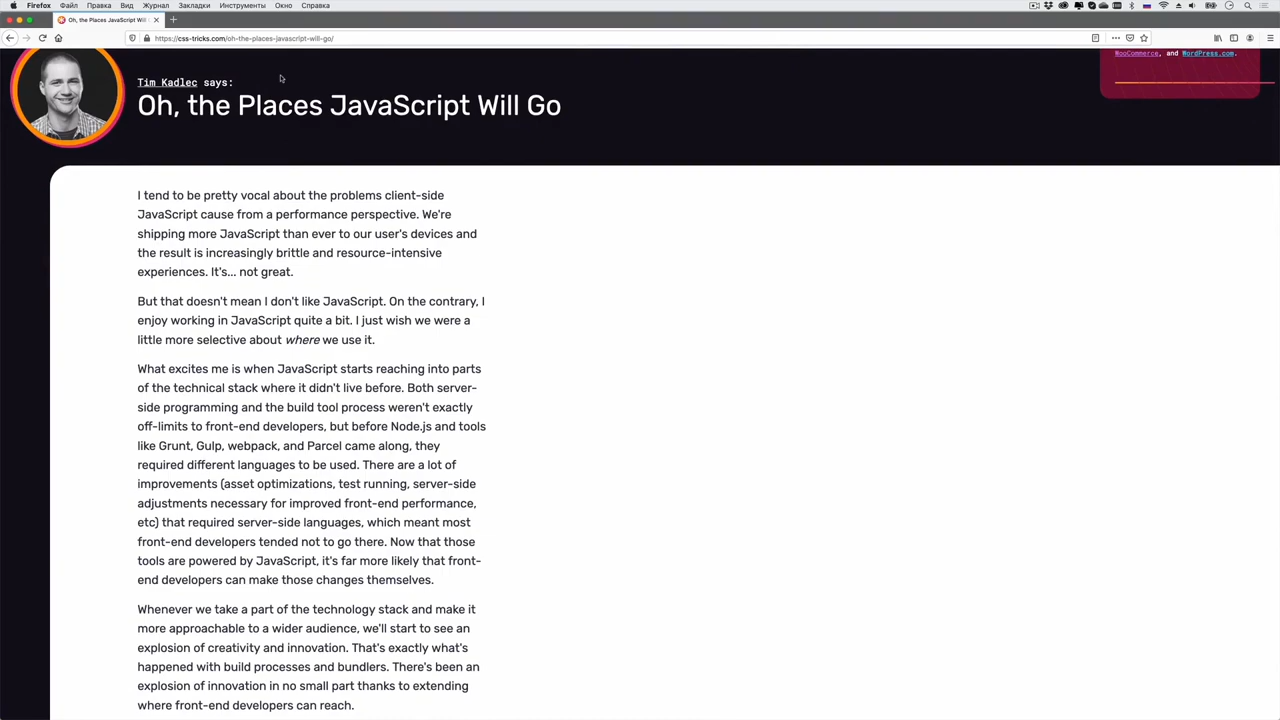 Firefox Файл Правка Вид Журнал Закладки Инструменты Окно Справка
Oh, the Places JavaScript Will
https://css-tricks.com/oh-the-places-javascript-will-go/
WooCommerce, and WordPress.com.
Tim Kadlec says:
Oh, the Places JavaScript Will Go
I tend to be pretty vocal about the problems client-side
JavaScript cause from a performance perspective. We're
shipping more JavaScript than ever to our user's devices and
the result is increasingly brittle and resource-intensive
experiences. It's... not great.
But that doesn't mean I don't like JavaScript. On the contrary, I
enjoy working in JavaScript quite a bit. I just wish we were a
little more selective about where we use it.
What excites me is when JavaScript starts reaching into parts
of the technical stack where it didn't live before. Both server-
side programming and the build tool process weren't exactly
off-limits to front-end developers, but before Node.js and tools
like Grunt, Gulp, webpack, and Parcel came along, they
required different languages to be used. There are a lot of
improvements (asset optimizations, test running, server-side
adjustments necessary for improved front-end performance,
etc) that required server-side languages, which meant most
front-end developers tended not to go there. Now that those
tools are powered by JavaScript, it's far more likely that front-
end developers can make those changes themselves.
Whenever we take a part of the technology stack and make it
more approachable to a wider audience, we'll start to see an
explosion of creativity and innovation. That's exactly what's
happened with build processes and bundlers. There's been an
explosion of innovation in no small part thanks to extending
where front-end developers can reach.